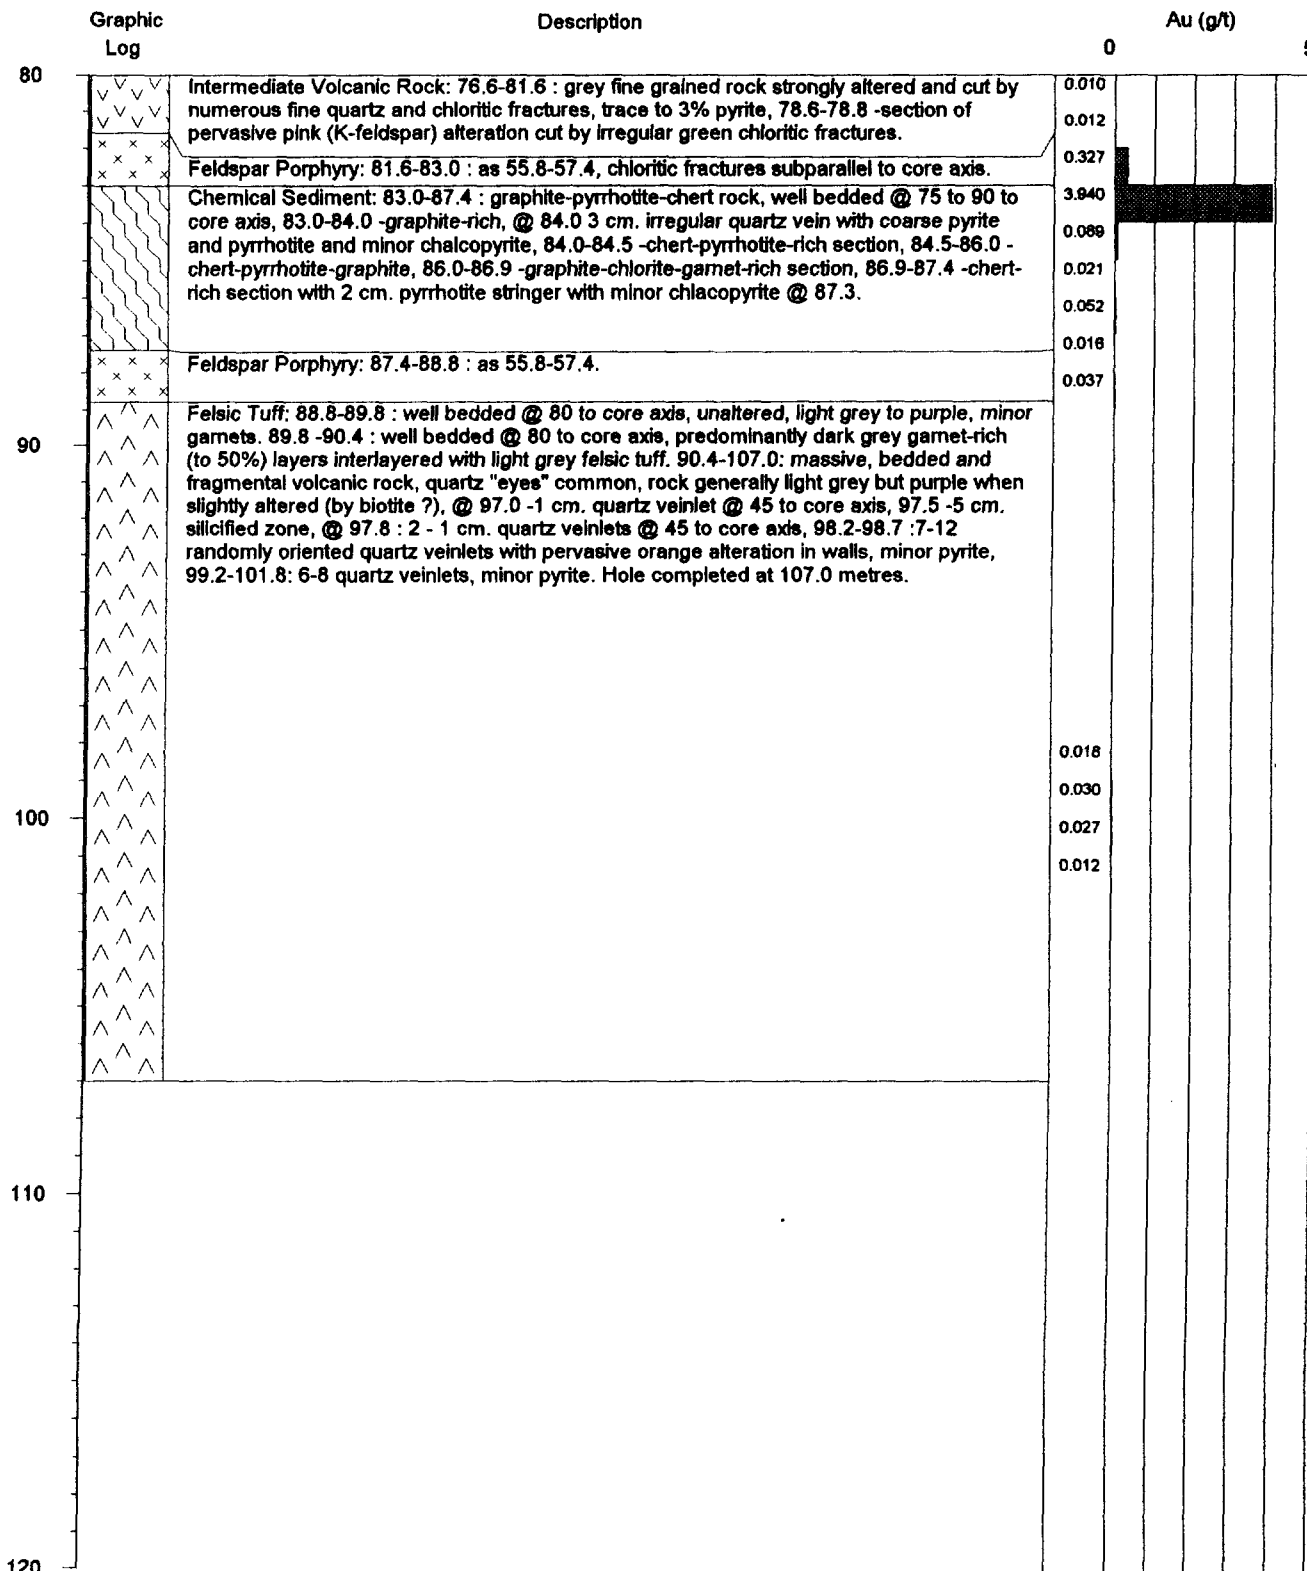 Graphic Log
Description
Au (g/t)
0
5
80
Intermediate Volcanic Rock: 76.6-81.6 : grey fine grained rock strongly altered and cut by
numerous fine quartz and chloritic fractures, trace to 3% pyrite, 78.6-78.8 -section of
pervasive pink (K-feldspar) alteration cut by irregular green chloritic fractures.
Feldspar Porphyry: 81.6-83.0 : as 55.8-57.4, chloritic fractures subparallel to core axis.
Chemical Sediment: 83.0-87.4 : graphite-pyrrhotite-chert rock, well bedded @ 75 to 90 to
core axis, 83.0-84.0 -graphite-rich, @ 84.0 3 cm. irregular quartz vein with coarse pyrite
and pyrrhotite and minor chalcopyrite, 84.0-84.5 -chert-pyrrhotite-rich section, 84.5-86.0 -
chert-pyrrhotite-graphite, 86.0-86.9 -graphite-chlorite-garnet-rich section, 86.9-87.4 -chert-
rich section with 2 cm. pyrrhotite stringer with minor chlacopyrite @ 87.3.
Feldspar Porphyry: 87.4-88.8 : as 55.8-57.4.
Felsic Tuff: 88.8-89.8 : well bedded @ 80 to core axis, unaltered, light grey to purple, minor
garnets. 89.8 -90.4 : well bedded @ 80 to core axis, predominantly dark grey garnet-rich
(to 50%) layers interlayered with light grey felsic tuff. 90.4-107.0: massive, bedded and
fragmental volcanic rock, quartz "eyes" common, rock generally light grey but purple when
slightly altered (by biotite ?), @ 97.0 -1 cm. quartz veinlet @ 45 to core axis, 97.5 -5 cm.
silicified zone, @ 97.8 : 2 - 1 cm. quartz veinlets @ 45 to core axis, 98.2-98.7 :7-12
randomly oriented quartz veinlets with pervasive orange alteration in walls, minor pyrite,
99.2-101.8: 6-8 quartz veinlets, minor pyrite. Hole completed at 107.0 metres.
0.010
0.012
0.327
3.940
0.089
0.021
0.052
0.016
0.037
90
0.018
0.030
100
0.027
0.012
110
120